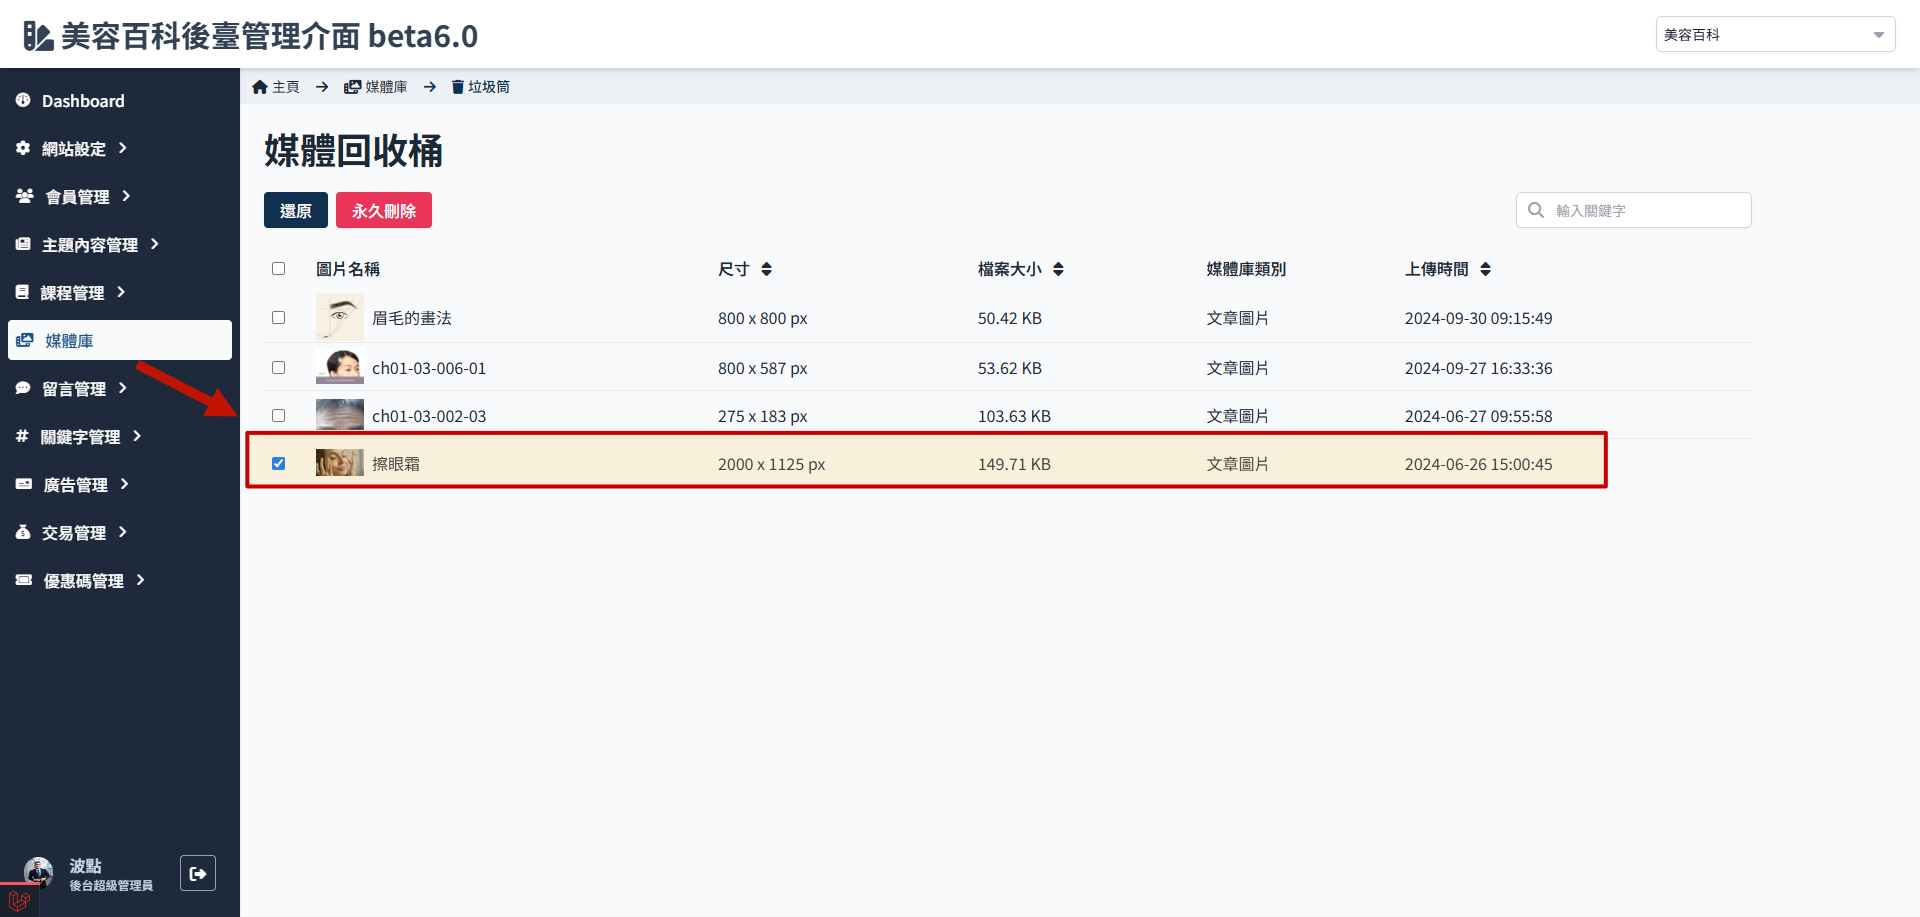 美容百科後臺管理介面 beta6.0
美容百科
Dashboard
網站設定
會員管理
主題內容管理
課程管理
媒體庫
留言管理
關鍵字管理
廣告管理
交易管理
優惠碼管理
波點
後台超級管理員
主頁 → 媒體庫 → 垃圾筒
媒體回收桶
還原 永久刪除
輸入關鍵字
圖片名稱 尺寸 檔案大小 媒體庫類別 上傳時間
眉毛的畫法 800 x 800 px 50.42 KB 文章圖片 2024-09-30 09:15:49
ch01-03-006-01 800 x 587 px 53.62 KB 文章圖片 2024-09-27 16:33:36
ch01-03-002-03 275 x 183 px 103.63 KB 文章圖片 2024-06-27 09:55:58
擦眼霜 2000 x 1125 px 149.71 KB 文章圖片 2024-06-26 15:00:45